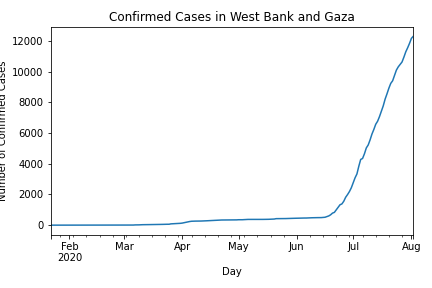 Confirmed Cases in West Bank and Gaza
Number of Confirmed Cases
12000
10000
8000
6000
4000
2000
0
Feb
2020
Mar
Apr
May
Jun
Jul
Aug
Day